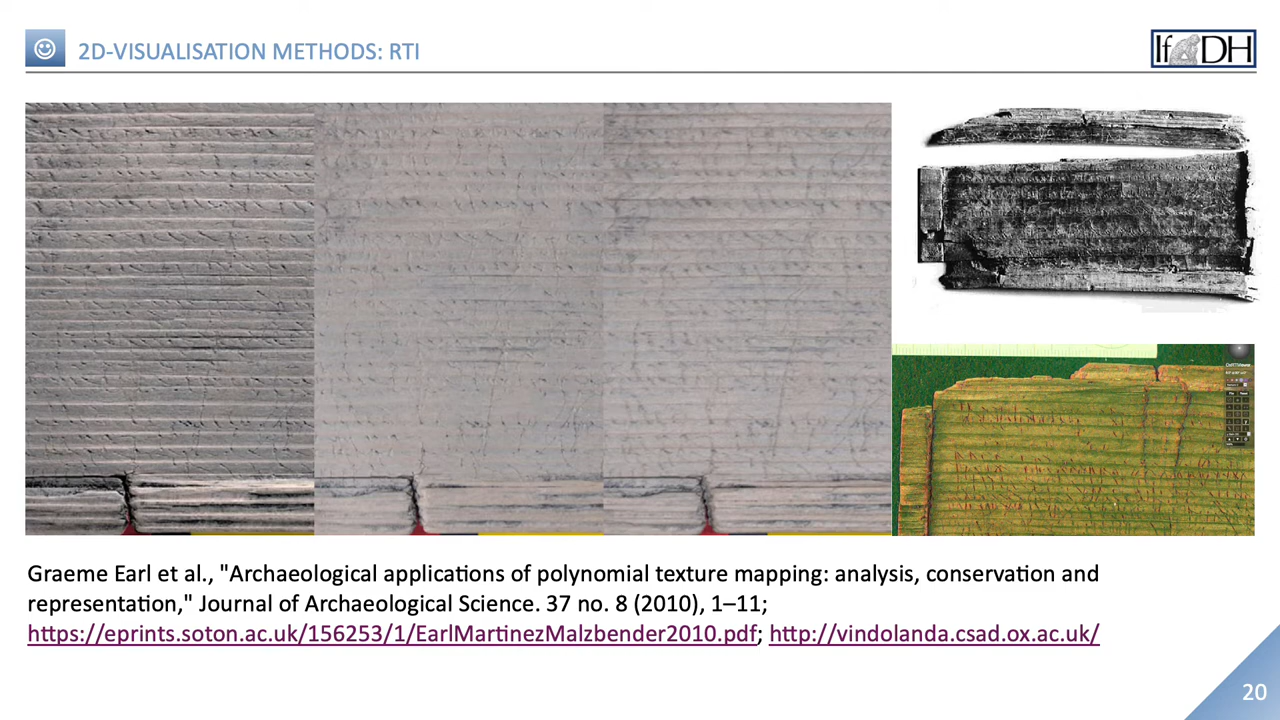 2D-VISUALISATION METHODS: RTI
IfDH
Graeme Earl et al., "Archaeological applications of polynomial texture mapping: analysis, conservation and
representation," Journal of Archaeological Science. 37 no. 8 (2010), 1–11;
https://eprints.soton.ac.uk/156253/1/EarlMartinezMalzbender2010.pdf; http://vindolanda.csad.ox.ac.uk/
20